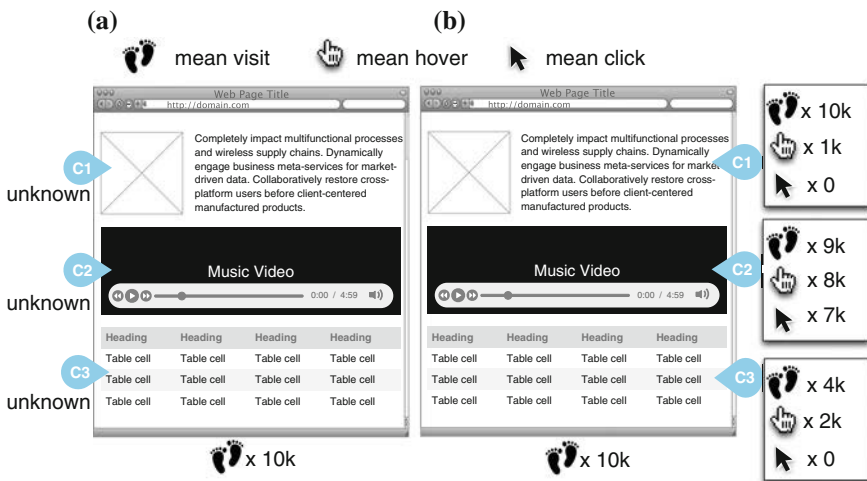 (a)
(b)
mean visit
mean hover
mean click
Web Page Title
http://domain.com
C1
unknown
Completely impact multifunctional processes
and wireless supply chains. Dynamically
engage business meta-services for market-
driven data. Collaboratively restore cross-
platform users before client-centered
manufactured products.
C2
unknown
Music Video
0:00 / 4:59
C3
unknown
Heading Heading Heading Heading
Table cell Table cell Table cell Table cell
Table cell Table cell Table cell Table cell
Table cell Table cell Table cell Table cell
x 10k
Web Page Title
http://domain.com
Completely impact multifunctional processes
and wireless supply chains. Dynamically
engage business meta-services for market-
driven data. Collaboratively restore cross-
platform users before client-centered
manufactured products.
C1
Music Video
0:00 / 4:59
C2
Heading Heading Heading Heading
Table cell Table cell Table cell Table cell
Table cell Table cell Table cell Table cell
Table cell Table cell Table cell Table cell
C3
x 10k
x 10k
x 1k
x 0
x 9k
x 8k
x 7k
x 4k
x 2k
x 0